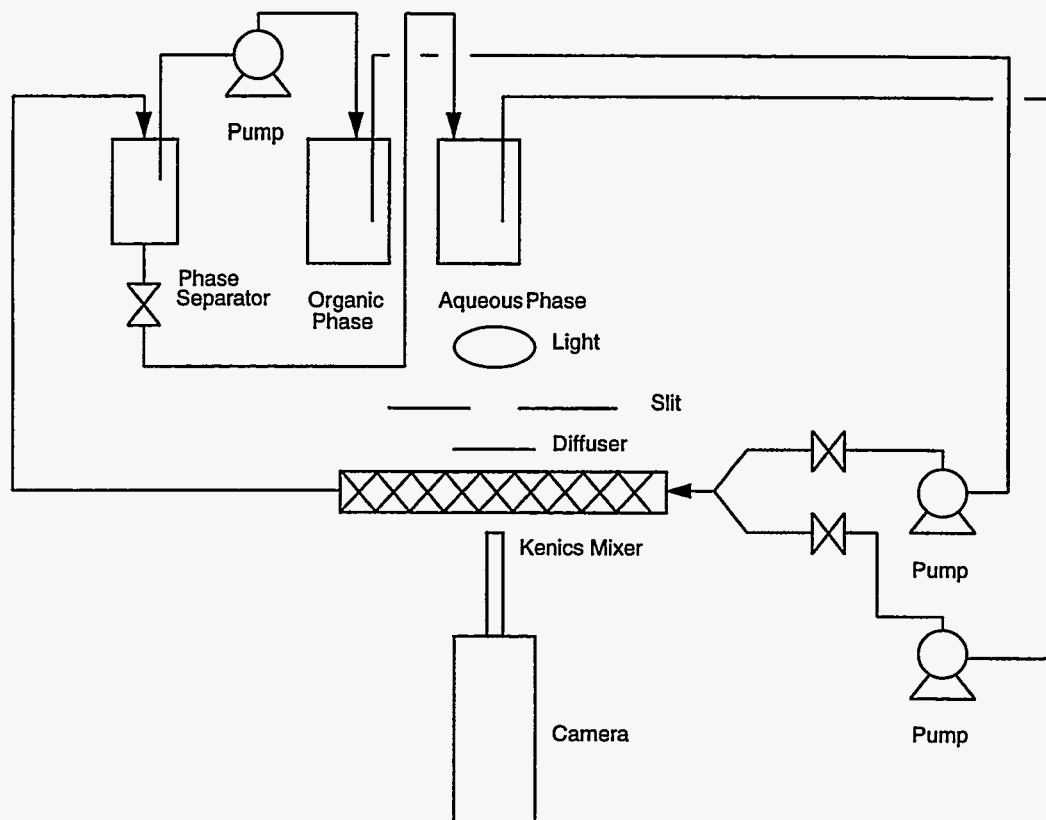 Pump
Phase
Separator
Organic
Phase
Aqueous Phase
Light
Slit
Diffuser
Kenics Mixer
Pump
Camera
Pump